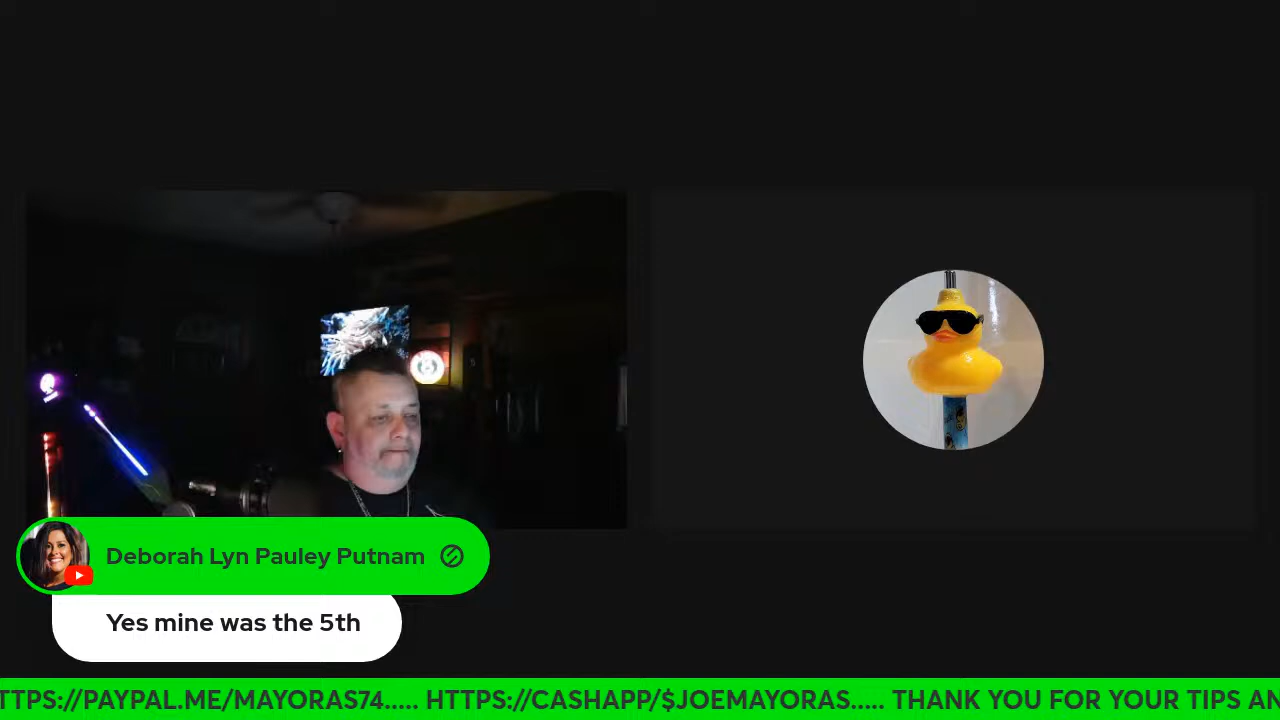 Deborah Lyn Pauley Putnam
Yes mine was the 5th
TTPS://PAYPAL.ME/MAYORAS74..... HTTPS://CASHAPP/$JOEMAYORAS..... THANK YOU FOR YOUR TIPS AN